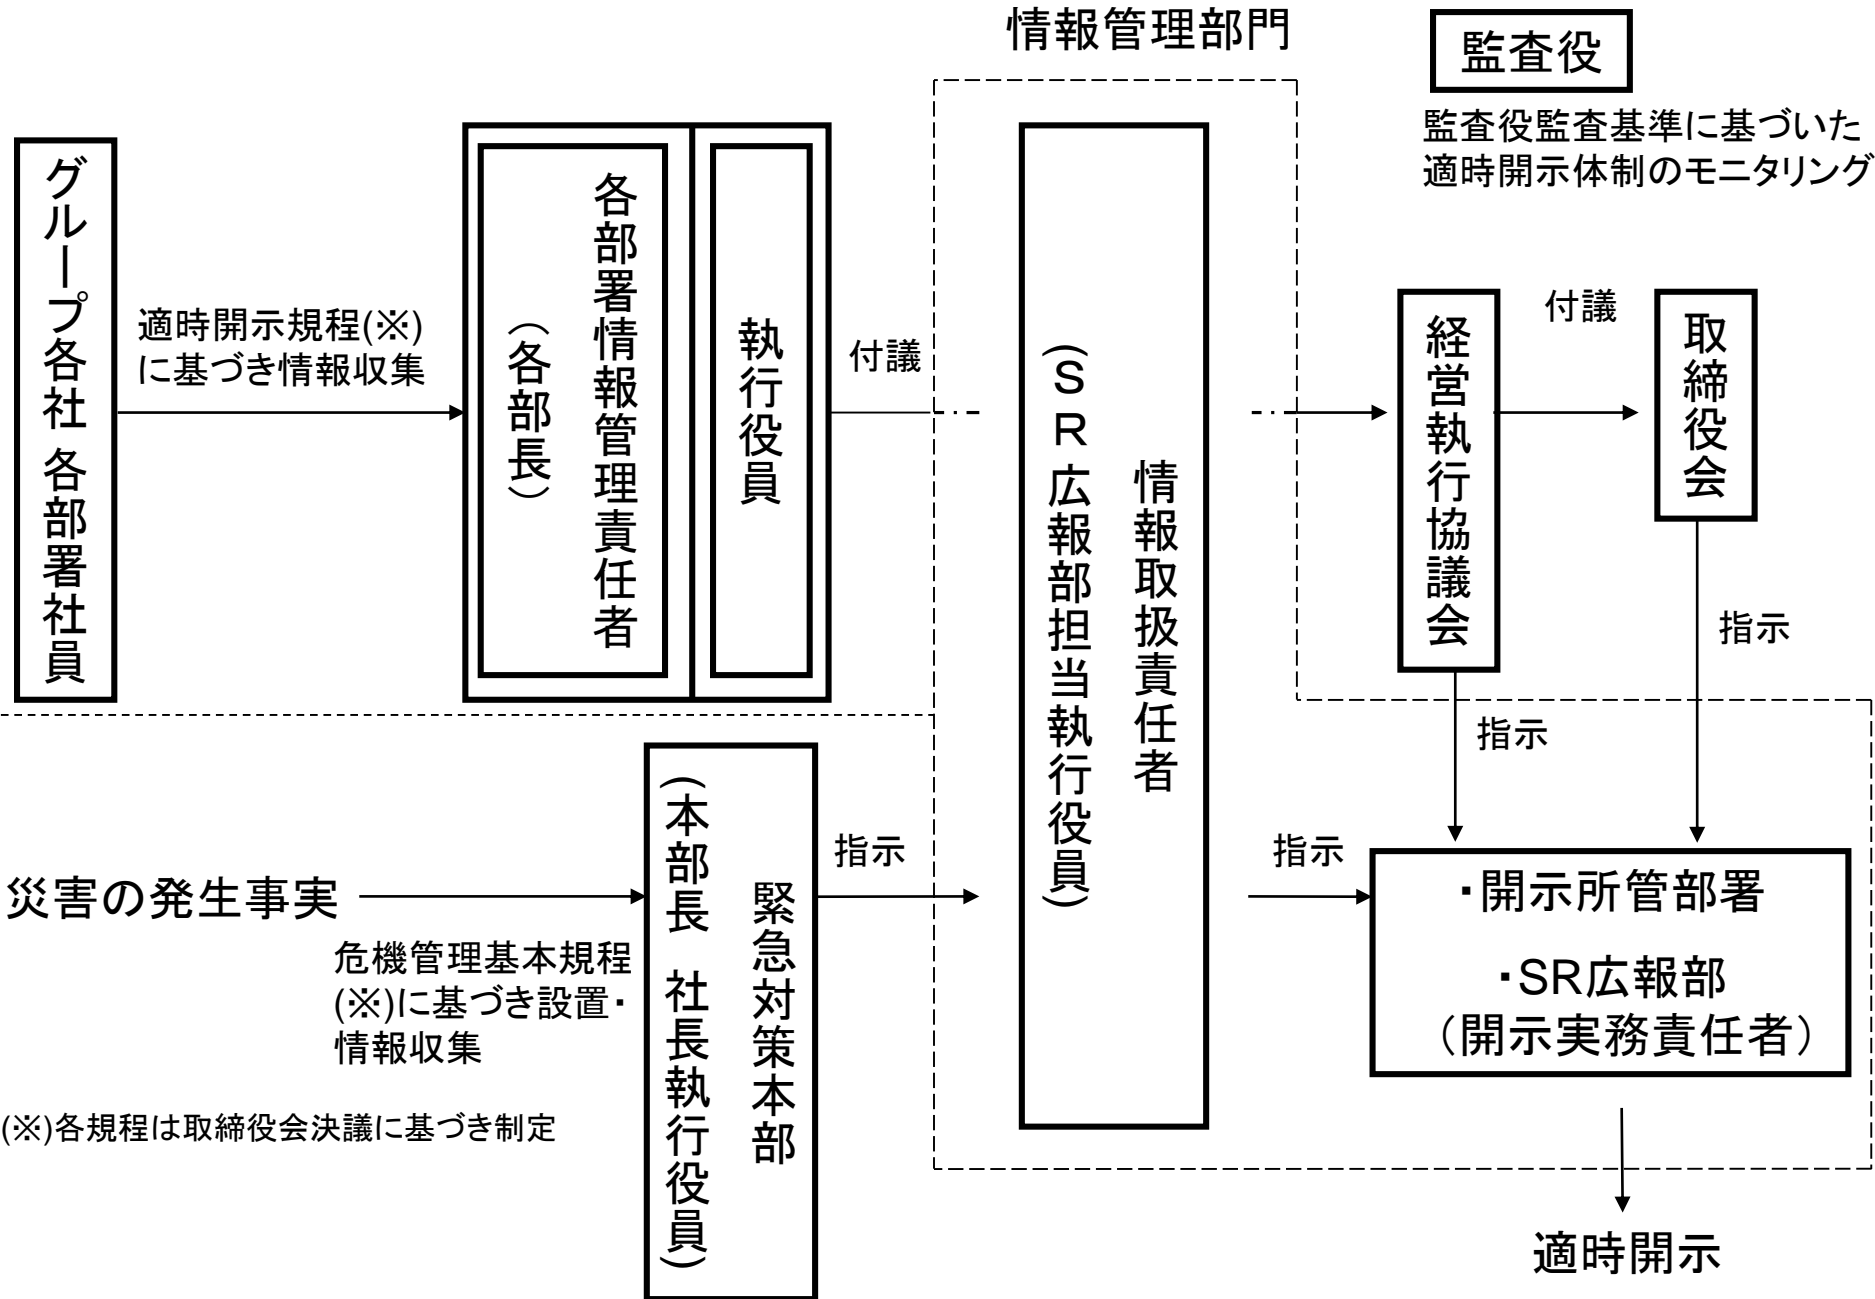 情報管理部門
監査役
監査役監査基準に基づいた
適時開示体制のモニタリング
グループ各社 各部署社員
適時開示規程(※)
に基づき情報収集
各部署情報管理責任者
（各部長）
執行役員
付議
情報取扱責任者
（ＳＲ広報部担当執行役員）
経営執行協議会
付議
取締役会
指示
指示
災害の発生事実
危機管理基本規程
(※)に基づき設置・
情報収集
緊急対策本部
（本部長 社長執行役員）
指示
指示
・開示所管部署
・SR広報部
（開示実務責任者）
(※)各規程は取締役会決議に基づき制定
適時開示